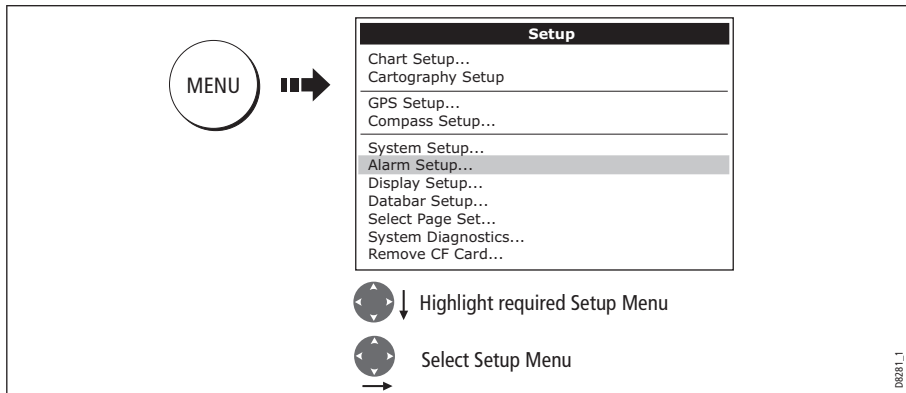 MENU
Setup
Chart Setup...
Cartography Setup
GPS Setup...
Compass Setup...
System Setup...
Alarm Setup...
Display Setup...
Databar Setup...
Select Page Set...
System Diagnostics...
Remove CF Card...
Highlight required Setup Menu
Select Setup Menu
D8281_1